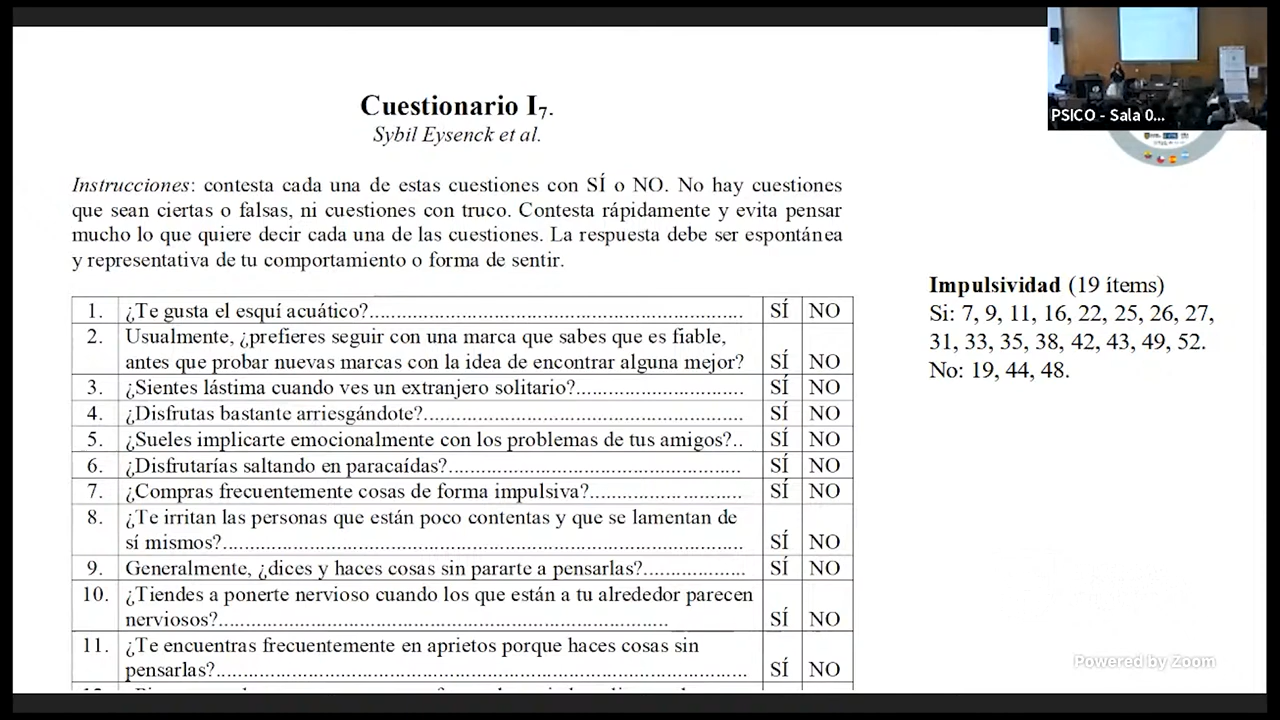 Cuestionario I7.
Sybil Eysenck et al.
Instrucciones: contesta cada una de estas cuestiones con SÍ o NO. No hay cuestiones
que sean ciertas o falsas, ni cuestiones con truco. Contesta rápidamente y evita pensar
mucho lo que quiere decir cada una de las cuestiones. La respuesta debe ser espontánea
y representativa de tu comportamiento o forma de sentir.
1. ¿Te gusta el esquí acuático?.......... SÍ NO
2. Usualmente, ¿prefieres seguir con una marca que sabes que es fiable,
antes que probar nuevas marcas con la idea de encontrar alguna mejor? SÍ NO
3. ¿Sientes lástima cuando ves un extranjero solitario?.......... SÍ NO
4. ¿Disfrutas bastante arriesgándote?.......... SÍ NO
5. ¿Sueles implicarte emocionalmente con los problemas de tus amigos?.. SÍ NO
6. ¿Disfrutarías saltando en paracaídas?.......... SÍ NO
7. ¿Compras frecuentemente cosas de forma impulsiva?.......... SÍ NO
8. ¿Te irritan las personas que están poco contentas y que se lamentan de
sí mismos?.......... SÍ NO
9. Generalmente, ¿dices y haces cosas sin pararte a pensarlas?.......... SÍ NO
10. ¿Tiendes a ponerte nervioso cuando los que están a tu alrededor parecen
nerviosos?.......... SÍ NO
11. ¿Te encuentras frecuentemente en aprietos porque haces cosas sin
pensarlas?.......... SÍ NO
Impulsividad (19 ítems)
Si: 7, 9, 11, 16, 22, 25, 26, 27,
31, 33, 35, 38, 42, 43, 49, 52.
No: 19, 44, 48.
PSICO - Sala 0...
Powered by Zoom